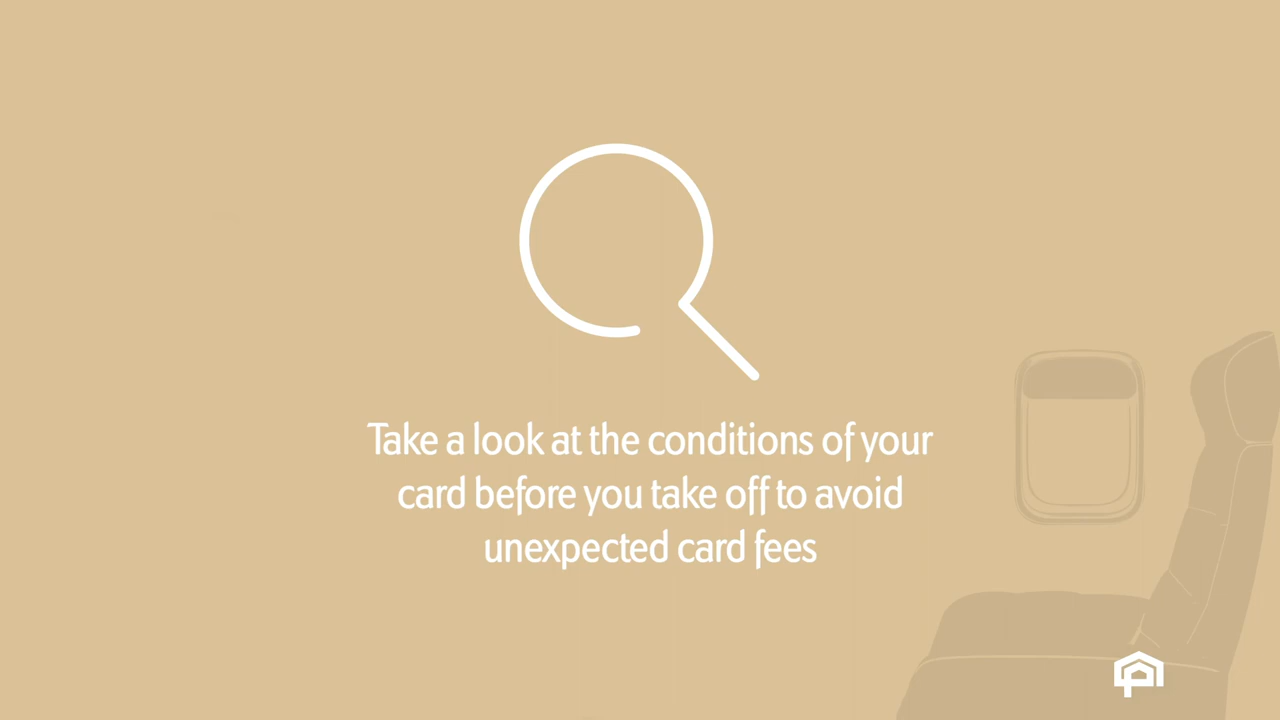 Take a look at the conditions of your
card before you take off to avoid
unexpected card fees